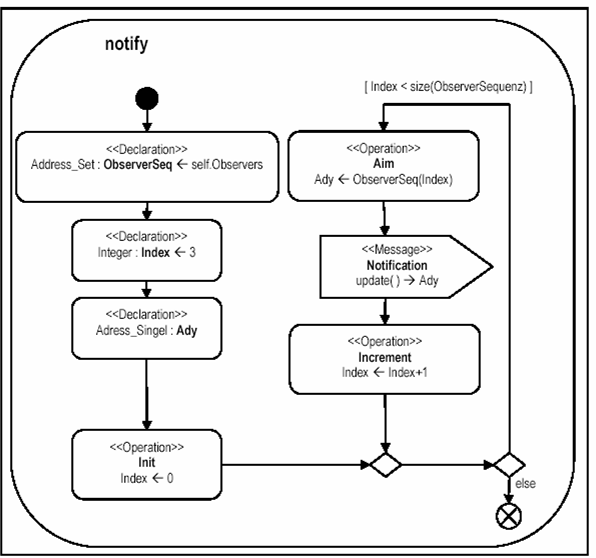 notify
<<Declaration>>
Address_Set : ObserverSeq ← self.Observers
<<Declaration>>
Integer : Index ← 3
<<Declaration>>
Adress_Singel : Ady
<<Operation>>
Init
Index ← 0
[ Index < size(ObserverSequenz) ]
<<Operation>>
Aim
Ady ← ObserverSeq(Index)
<<Message>>
Notification
update( ) → Ady
<<Operation>>
Increment
Index ← Index+1
else